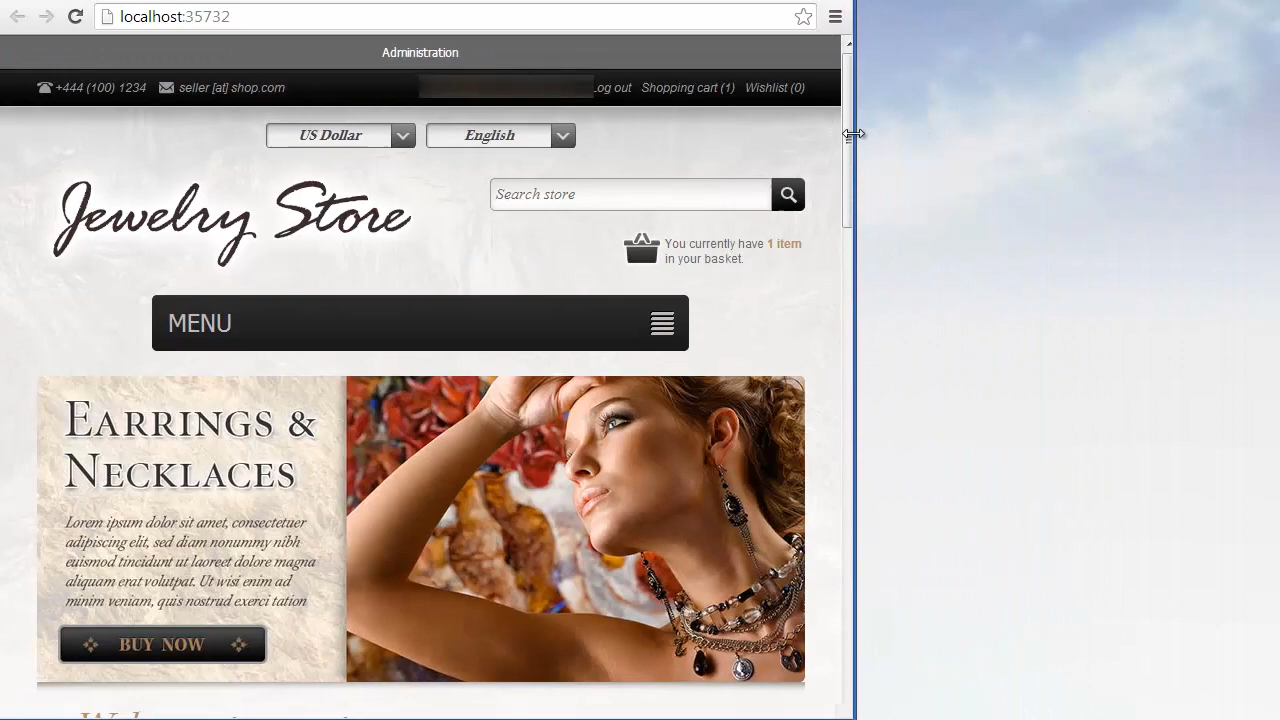 localhost:35732
Administration
+444 (100) 1234 seller [at] shop.com Log out Shopping cart (1) Wishlist (0)
US Dollar English
Jewelry Store
Search store
You currently have 1 item
in your basket.
MENU
EARRINGS &
NECKLACES
Lorem ipsum dolor sit amet, consectetuer
adipiscing elit, sed diam nonummy nibh
euismod tincidunt ut laoreet dolore magna
aliquam erat volutpat. Ut wisi enim ad
minim veniam, quis nostrud exerci tation
BUY NOW